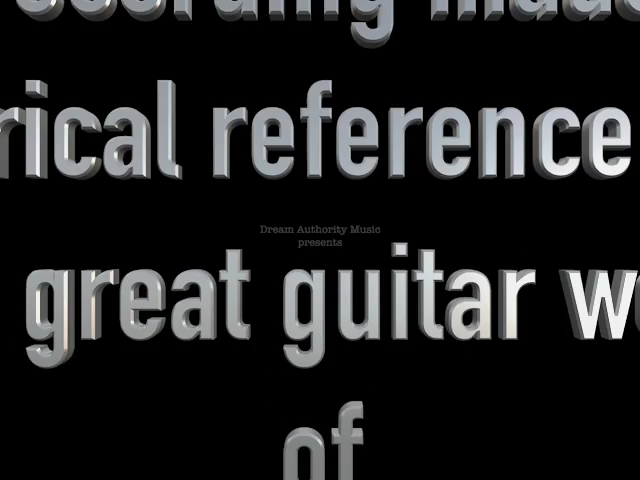 rical reference
Dream Authority Music
presents
great guitar
of